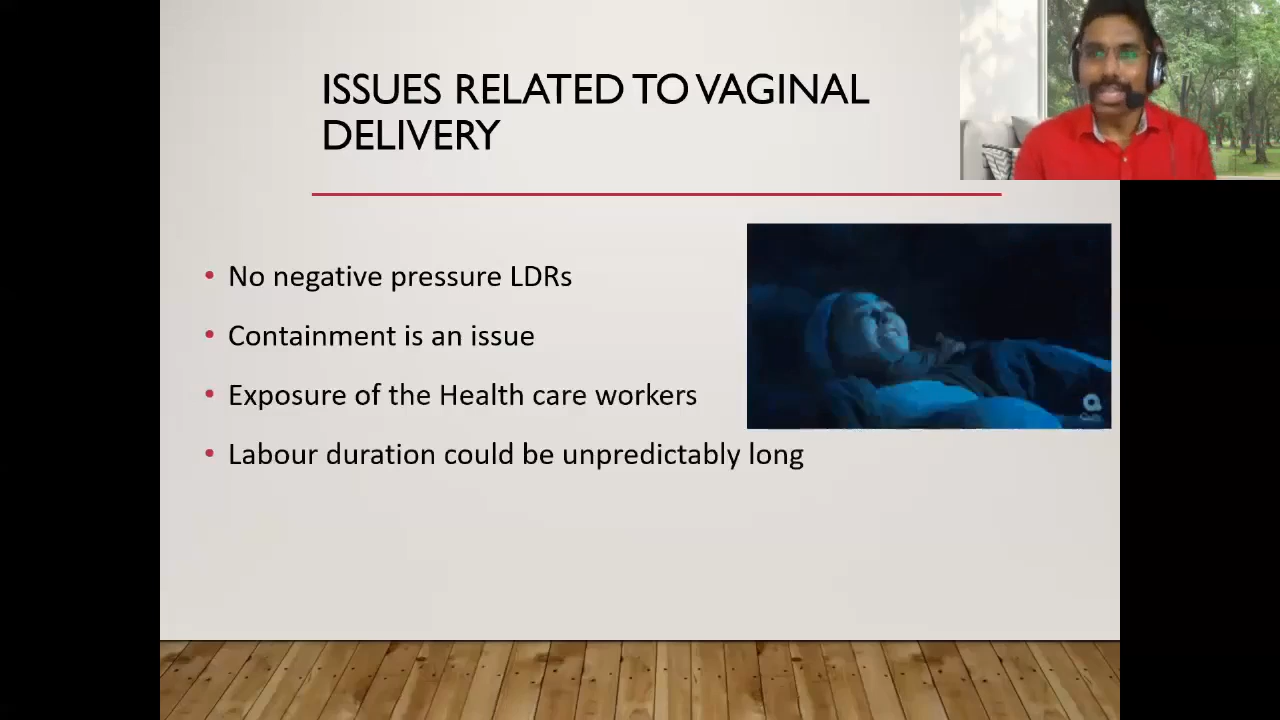 ISSUES RELATED TO VAGINAL
DELIVERY
• No negative pressure LDRs
• Containment is an issue
• Exposure of the Health care workers
• Labour duration could be unpredictably long